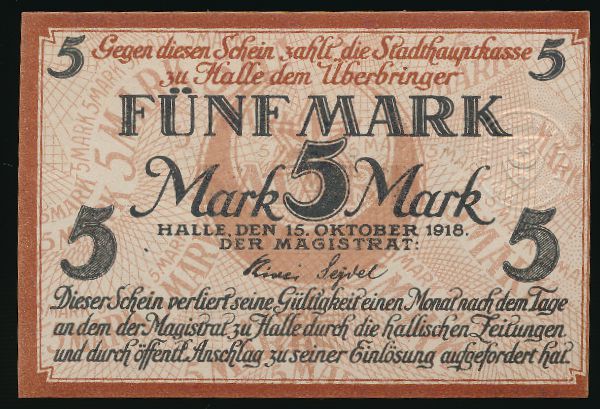 5 Gegen diesen Schein zahlt die Stadthauptkasse 5
zu Halle dem Überbringer
FÜNF MARK
Mark 5 Mark
HALLE, DEN 15. OKTOBER 1918.
DER MAGISTRAT:
5 5
Dieser Schein verliert seine Gültigkeit einen Monat nach dem Tage
an dem der Magistrat zu Halle durch die hallischen Zeitungen
und durch öffentl. Anschlag zu seiner Einlösung aufgefordert hat.